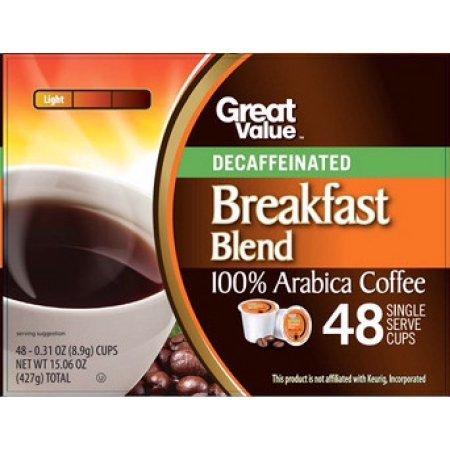 Light
Great
Value™
DECAFFEINATED
Breakfast
Blend
100% Arabica Coffee
48 SINGLE
SERVE
CUPS
serving suggestion
48 - 0.31 OZ (8.9g) CUPS
NET WT 15.06 OZ
(427g) TOTAL
This product is not affiliated with Keurig, Incorporated